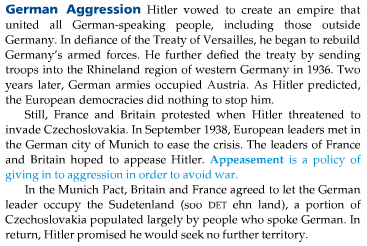 German Aggression Hitler vowed to create an empire that
united all German-speaking people, including those outside
Germany. In defiance of the Treaty of Versailles, he began to rebuild
Germany's armed forces. He further defied the treaty by sending
troops into the Rhineland region of western Germany in 1936. Two
years later, German armies occupied Austria. As Hitler predicted,
the European democracies did nothing to stop him.
Still, France and Britain protested when Hitler threatened to
invade Czechoslovakia. In September 1938, European leaders met in
the German city of Munich to ease the crisis. The leaders of France
and Britain hoped to appease Hitler. Appeasement is a policy of
giving in to aggression in order to avoid war.
In the Munich Pact, Britain and France agreed to let the German
leader occupy the Sudetenland (soo DET ehn land), a portion of
Czechoslovakia populated largely by people who spoke German. In
return, Hitler promised he would seek no further territory.